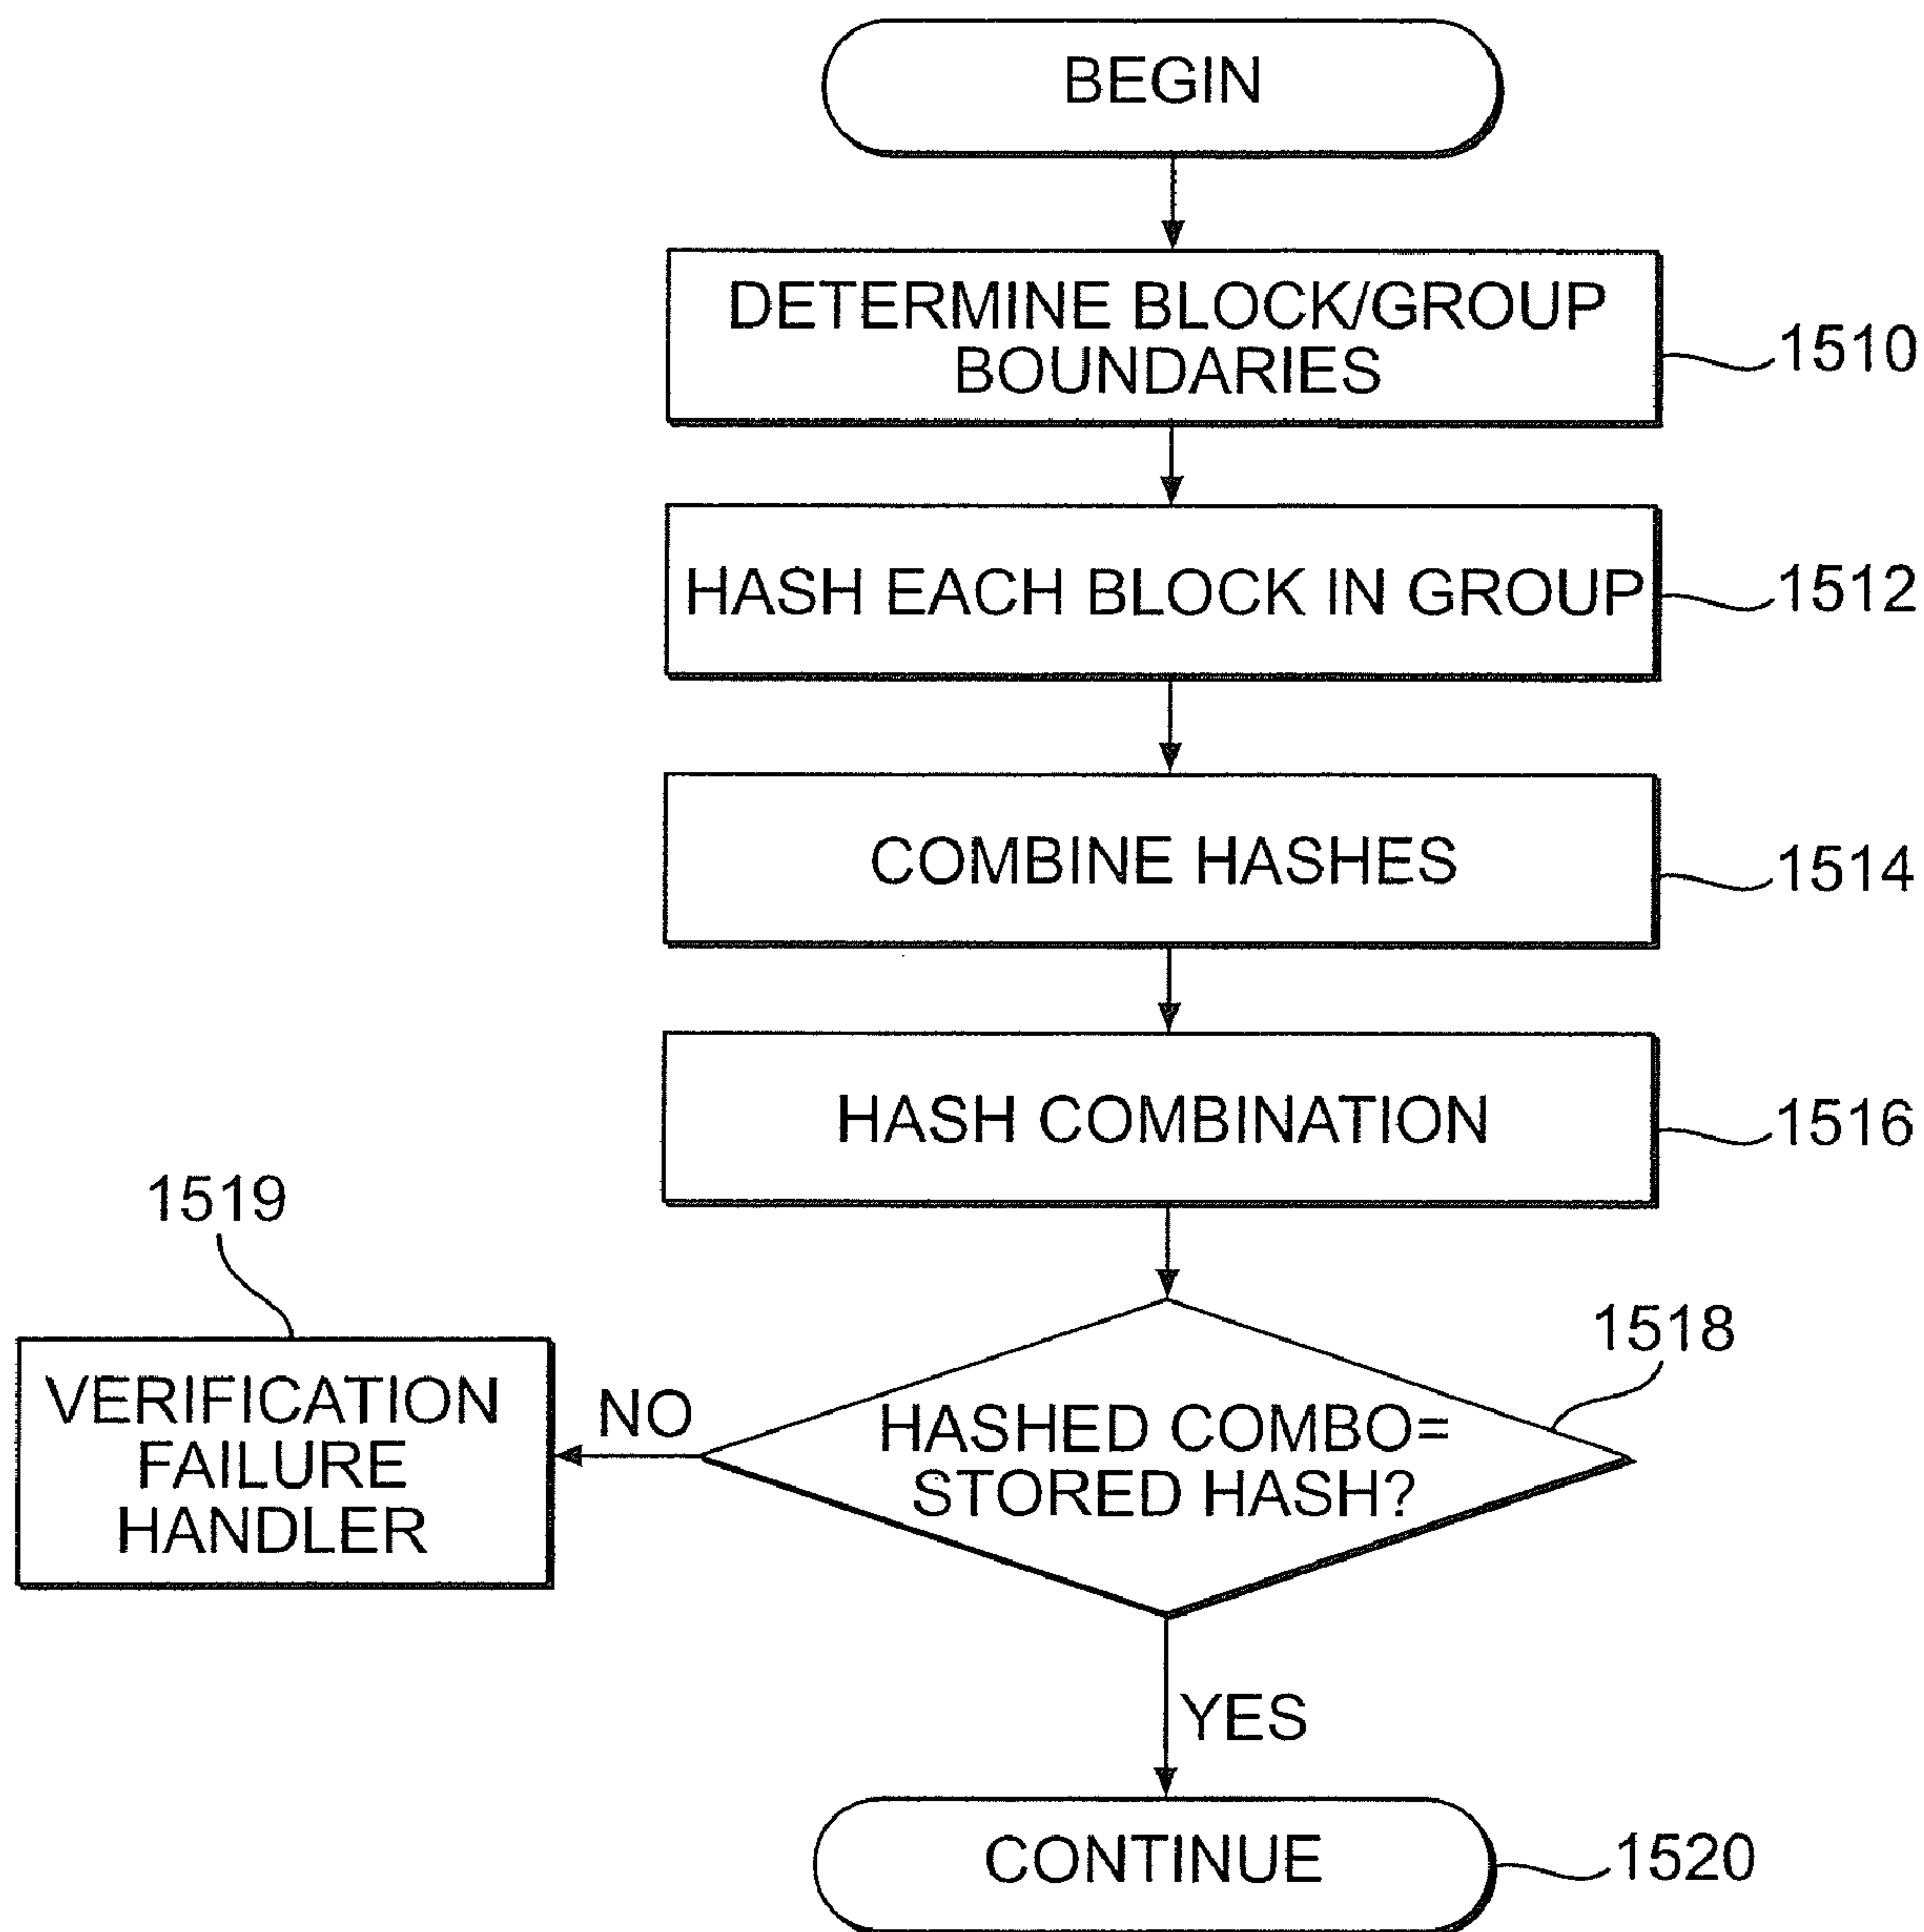 BEGIN
DETERMINE BLOCK/GROUP
BOUNDARIES
1510
HASH EACH BLOCK IN GROUP
1512
COMBINE HASHES
1514
HASH COMBINATION
1516
1519
VERIFICATION
FAILURE
HANDLER
NO
HASHED COMBO=
STORED HASH?
1518
YES
CONTINUE
1520